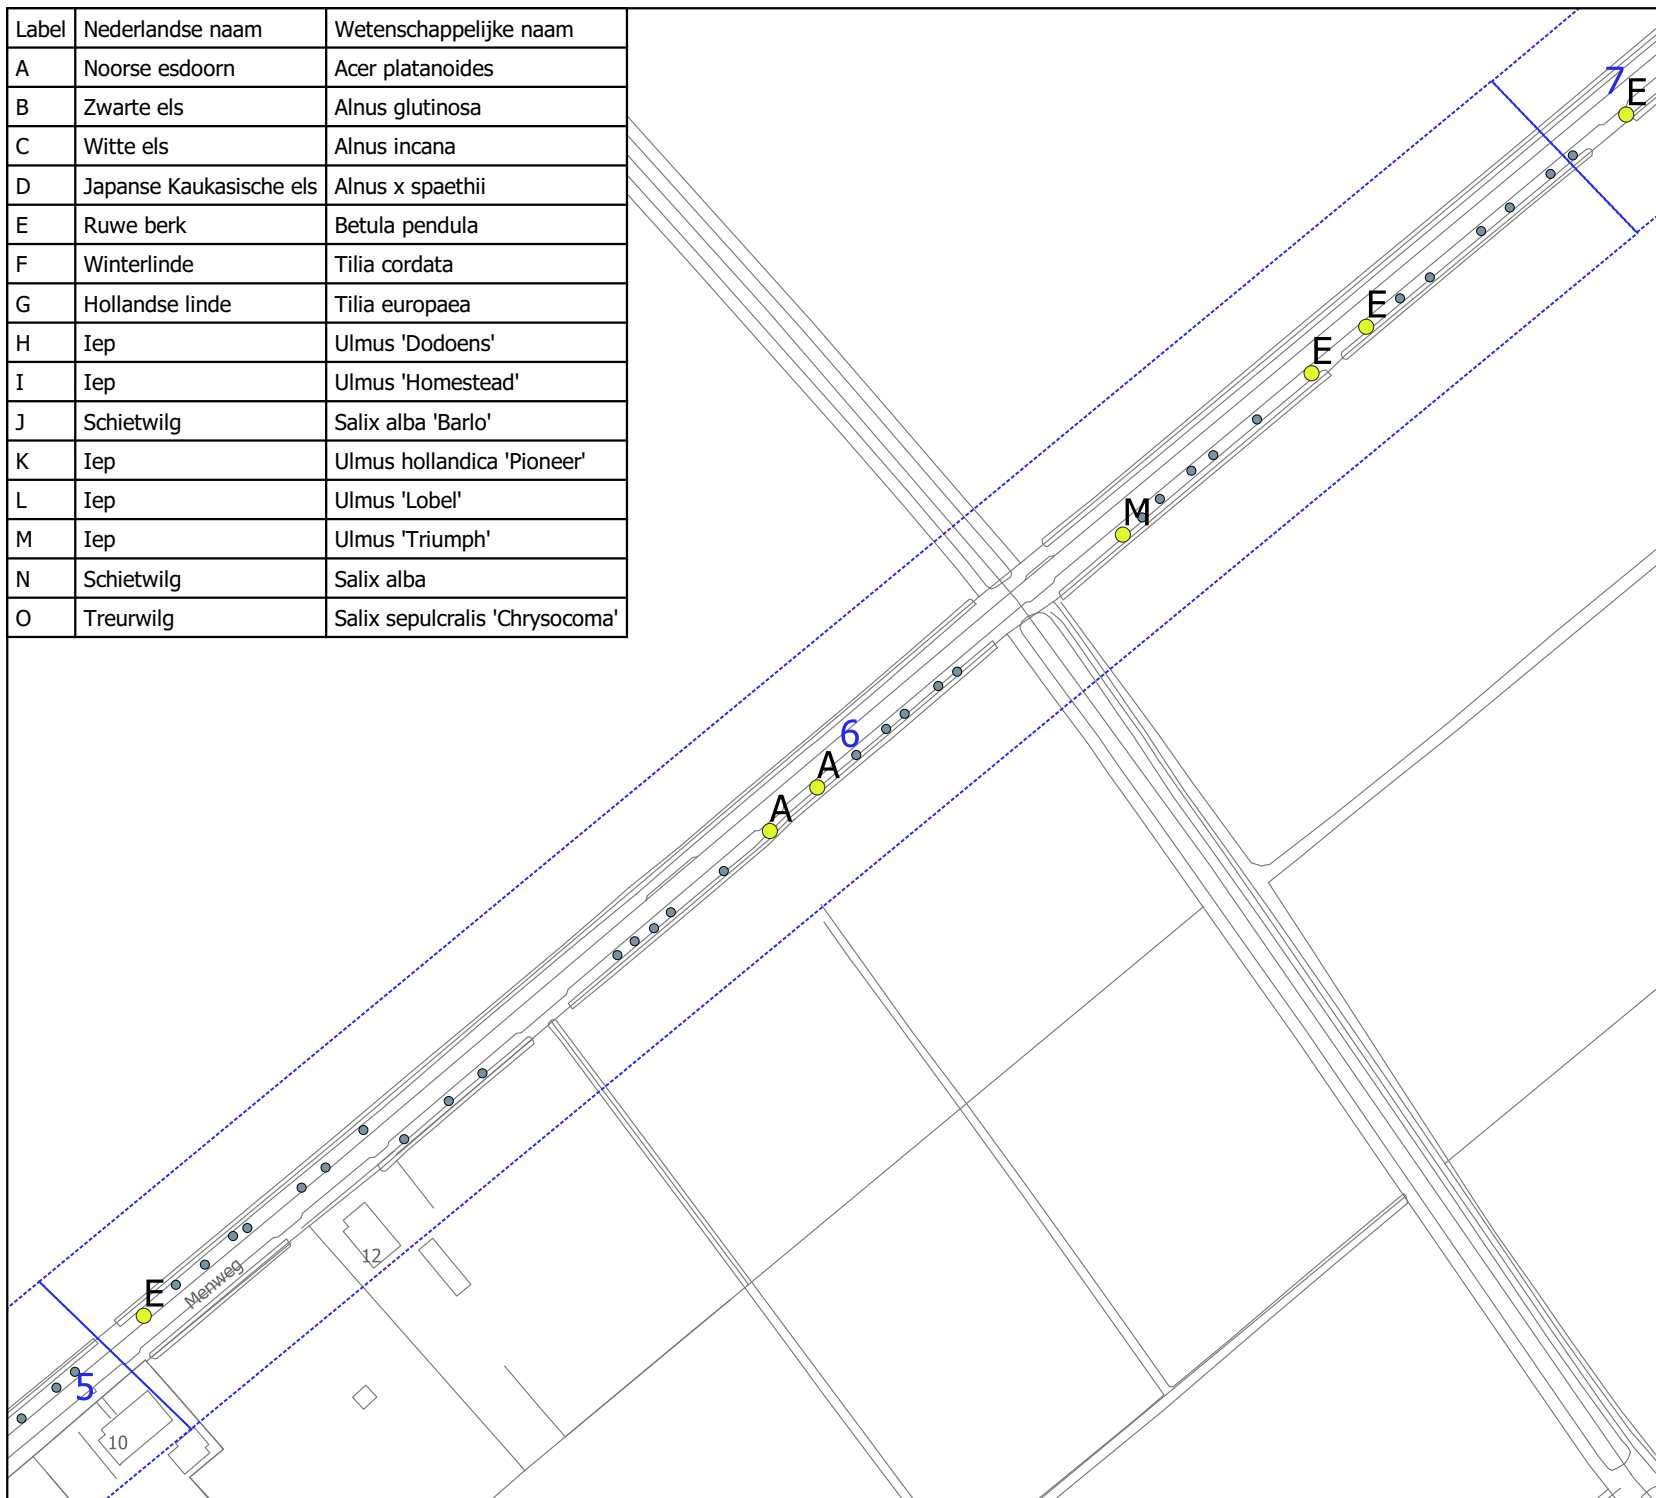 Label Nederlandse naam Wetenschappelijke naam
A Noorse esdoorn Acer platanoides
B Zwarte els Alnus glutinosa
C Witte els Alnus incana
D Japanse Kaukasische els Alnus x spaethii
E Ruwe berk Betula pendula
F Winterlinde Tilia cordata
G Hollandse linde Tilia europaea
H Iep Ulmus 'Dodoens'
I Iep Ulmus 'Homestead'
J Schietwilg Salix alba 'Barlo'
K Iep Ulmus hollandica 'Pioneer'
L Iep Ulmus 'Lobel'
M Iep Ulmus 'Triumph'
N Schietwilg Salix alba
O Treurwilg Salix sepulcralis 'Chrysocoma'
7
E
E
E
M
6
A
A
12
Menweg
E
5
10